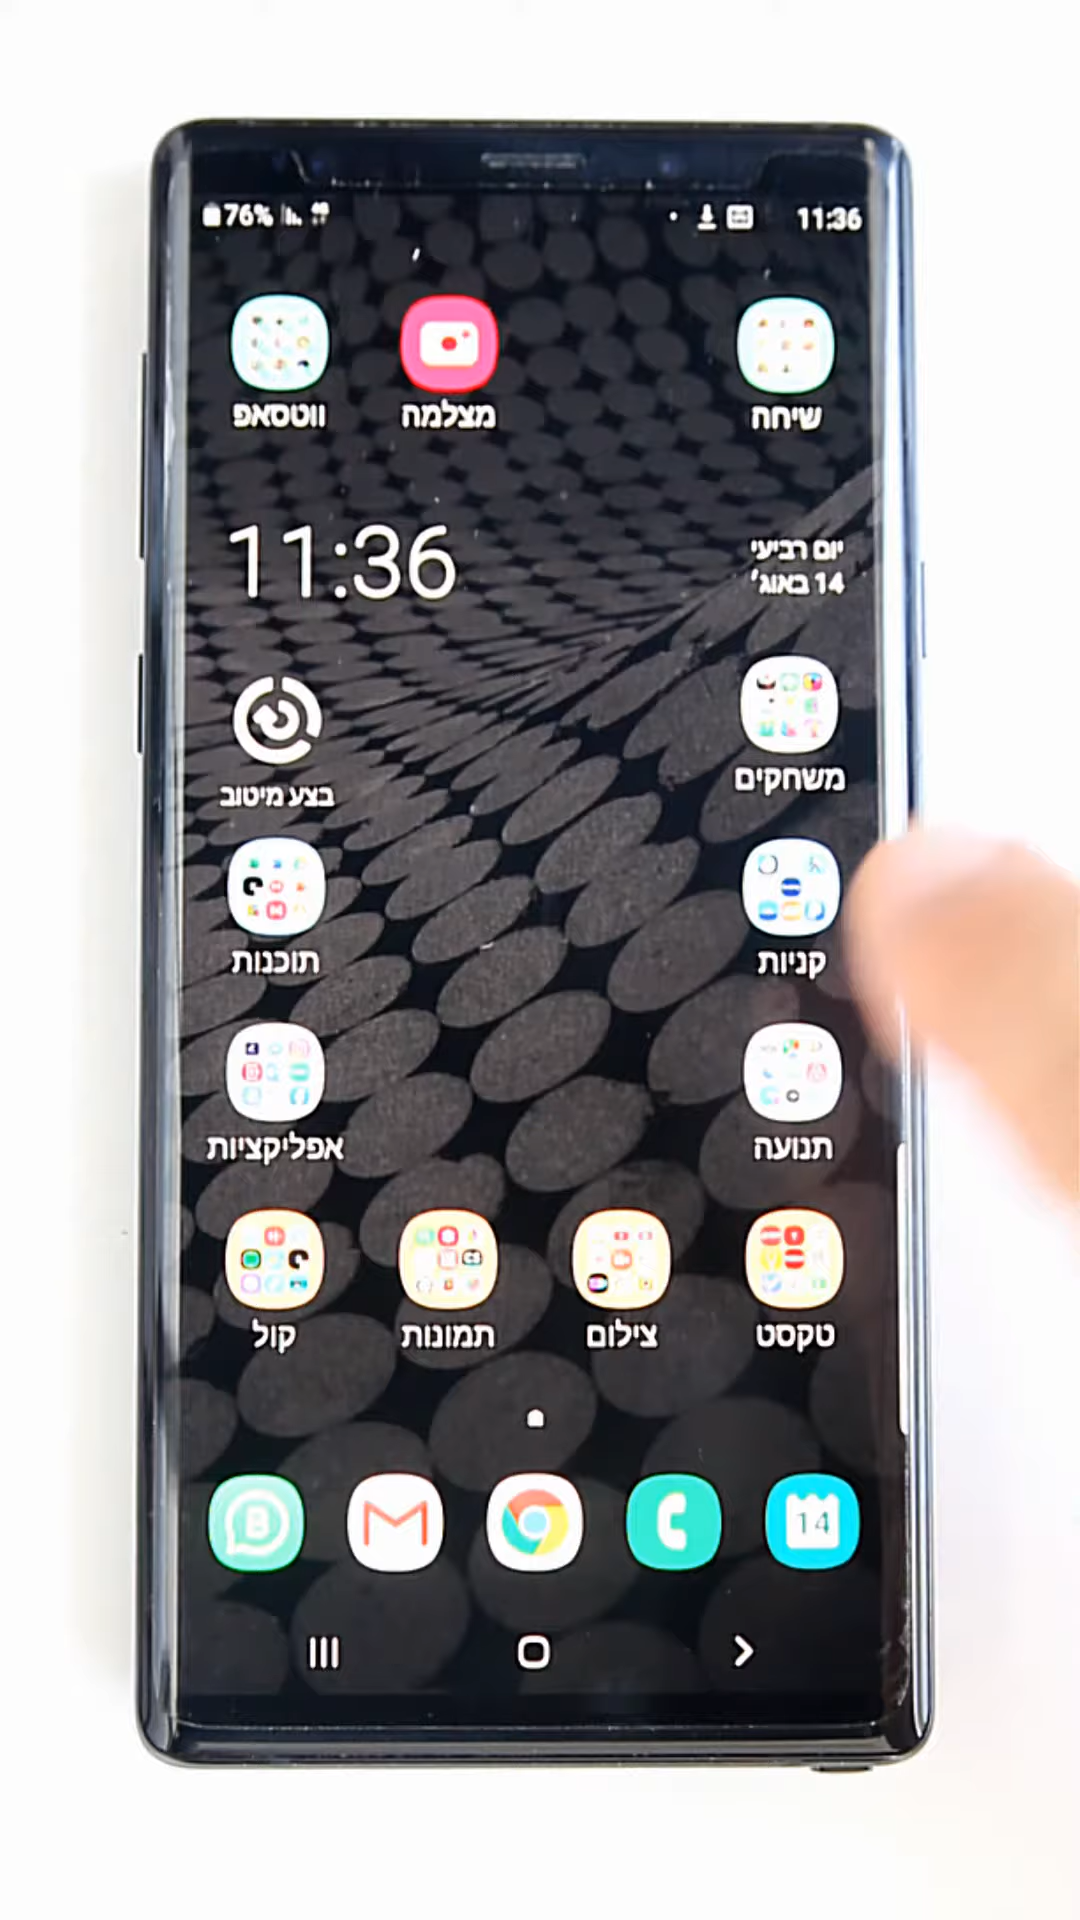 76% 11:36
שיחה מצלמה ווטסאפ
11:36
יום רביעי
14 באוג׳
משחקים
בצע מיטוב
קניות תוכנות
תנועה אפליקציות
טקסט צילום תמונות קול
B 14